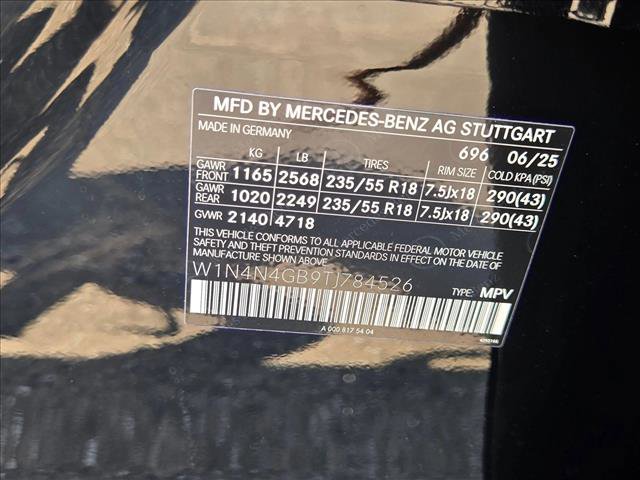 MFD BY MERCEDES-BENZ AG STUTTGART
MADE IN GERMANY 696 06/25
KG LB TIRES RIM SIZE COLD KPA (PSI)
GAWR FRONT 1165 2568 235/55 R18 7.5Jx18 290(43)
GAWR REAR 1020 2249 235/55 R18 7.5Jx18 290(43)
GVWR 2140 4718
THIS VEHICLE CONFORMS TO ALL APPLICABLE FEDERAL MOTOR VEHICLE
SAFETY AND THEFT PREVENTION STANDARDS IN EFFECT ON THE DATE OF
MANUFACTURE SHOWN ABOVE.
W1N4N4GB9TJ784526 TYPE: MPV
A 000 817 54 04